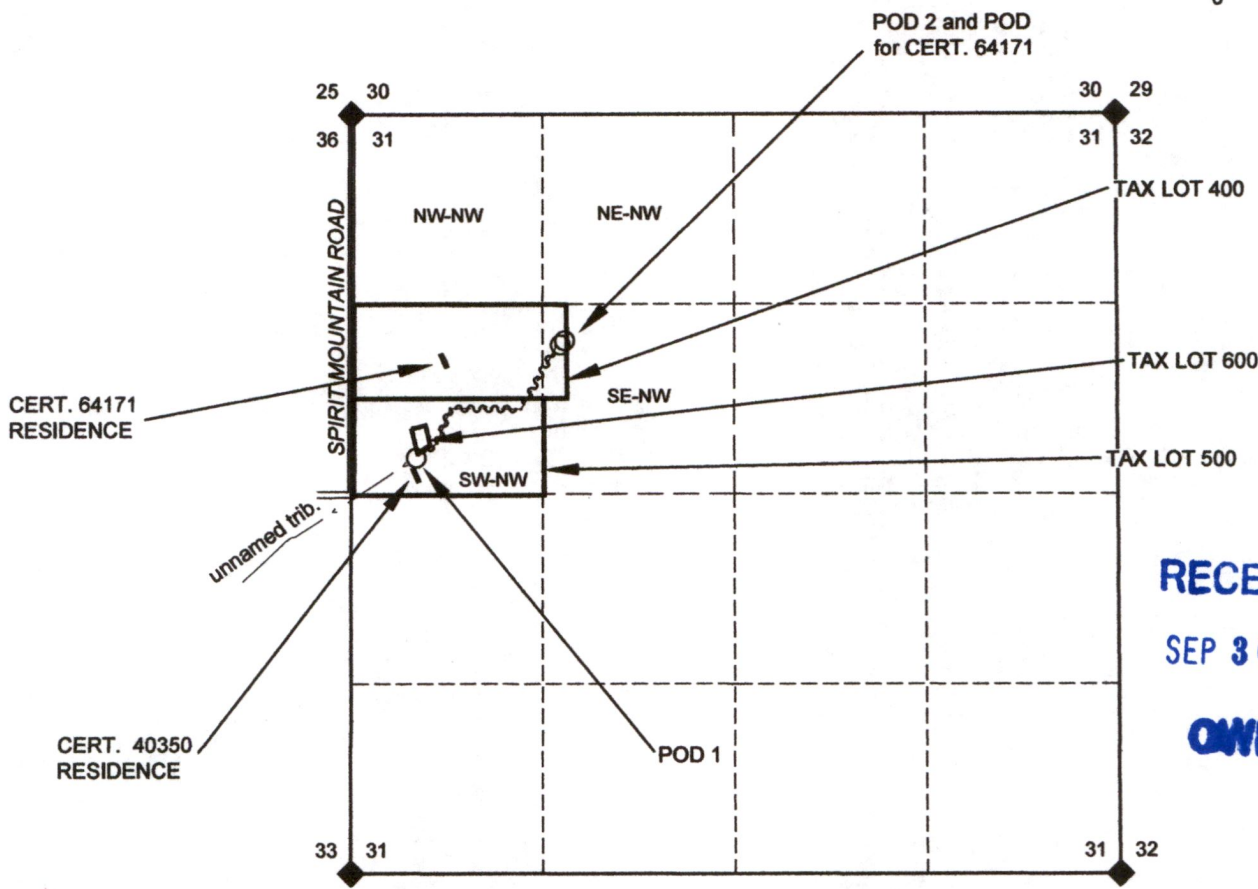 POD 2 and POD
for CERT. 64171
25 30
30 29
36 31
31 32
TAX LOT 400
NW-NW
NE-NW
SPIRIT MOUNTAIN ROAD
TAX LOT 600
CERT. 64171
RESIDENCE
SE-NW
TAX LOT 500
SW-NW
unnamed trib.
SEP 3
CERT. 40350
RESIDENCE
POD 1
33 31
31 32